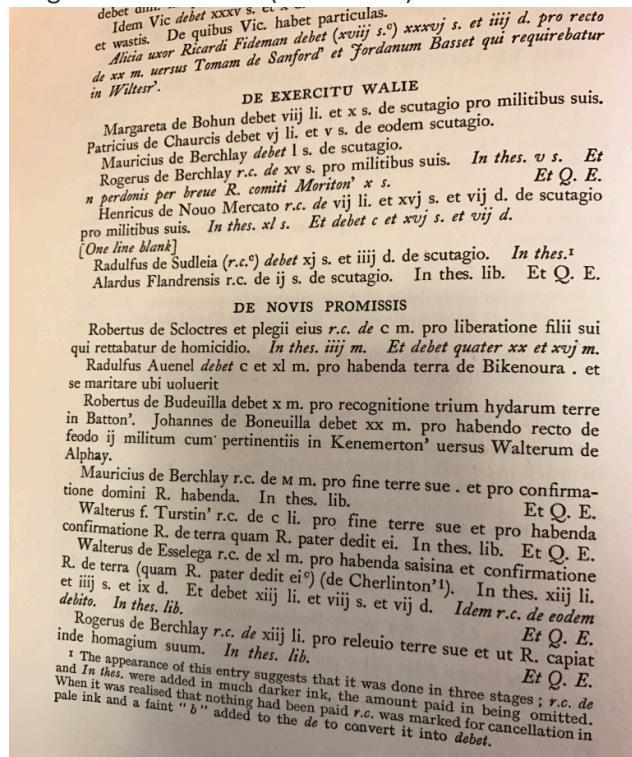 debet
Idem Vic debet xxxv s. et
et wastis. De quibus Vic. habet particulas.
Alicia uxor Ricardi Fideman debet (xviij s.º) xxxvj s. et iiij d. pro recto
de xx m. uersus Tomam de Sanford' et Jordanum Basset qui requirebatur
in Wiltesr'.
DE EXERCITU WALIE
Margareta de Bohun debet viij li. et x s. de scutagio pro militibus suis.
Patricius de Chaurcis debet vj li. et v s. de eodem scutagio.
Mauricius de Berchlay debet l s. de scutagio.
Rogerus de Berchlay r.c. de xv s. pro militibus suis. In thes. v s. Et
n perdonis per breue R. comiti Moriton' x s. Et Q. E.
Henricus de Nouo Mercato r.c. de vij li. et xvj s. et vij d. de scutagio
pro militibus suis. In thes. xl s. Et debet c et xvj s. et vij d.
[One line blank]
Radulfus de Sudleia (r.c.º) debet xj s. et iiij d. de scutagio. In thes.¹
Alardus Flandrensis r.c. de ij s. de scutagio. In thes. lib. Et Q. E.
DE NOVIS PROMISSIS
Robertus de Scloctres et plegii eius r.c. de c m. pro liberatione filii sui
qui rettabatur de homicidio. In thes. iiij m. Et debet quater xx et xvj m.
Radulfus Auenel debet c et xl m. pro habenda terra de Bikenoura . et
se maritare ubi uoluerit
Robertus de Budeuilla debet x m. pro recognitione trium hydarum terre
in Batton'. Johannes de Boneuilla debet xx m. pro habendo recto de
feodo ij militum cum pertinentiis in Kenemerton' uersus Walterum de
Alphay.
Mauricius de Berchlay r.c. de M m. pro fine terre sue . et pro confirma-
tione domini R. habenda. In thes. lib. Et Q. E.
Walterus f. Turstin' r.c. de c li. pro fine terre sue et pro habenda
confirmatione R. de terra quam R. pater dedit ei. In thes. lib. Et Q. E.
Walterus de Esselega r.c. de xl m. pro habenda saisina et confirmatione
R. de terra (quam R. pater dedit eiº) (de Cherlinton'¹). In thes. xiij li.
et iiij s. et ix d. Et debet xiij li. et viij s. et vij d. Idem r.c. de eodem
debito. In thes. lib. Et Q. E.
Rogerus de Berchlay r.c. de xiij li. pro releuio terre sue et ut R. capiat
inde homagium suum. In thes. lib. Et Q. E.
¹ The appearance of this entry suggests that it was done in three stages ; r.c. de
and In thes. were added in much darker ink, the amount paid in being omitted.
When it was realised that nothing had been paid r.c. was marked for cancellation in
pale ink and a faint "b" added to the de to convert it into debet.